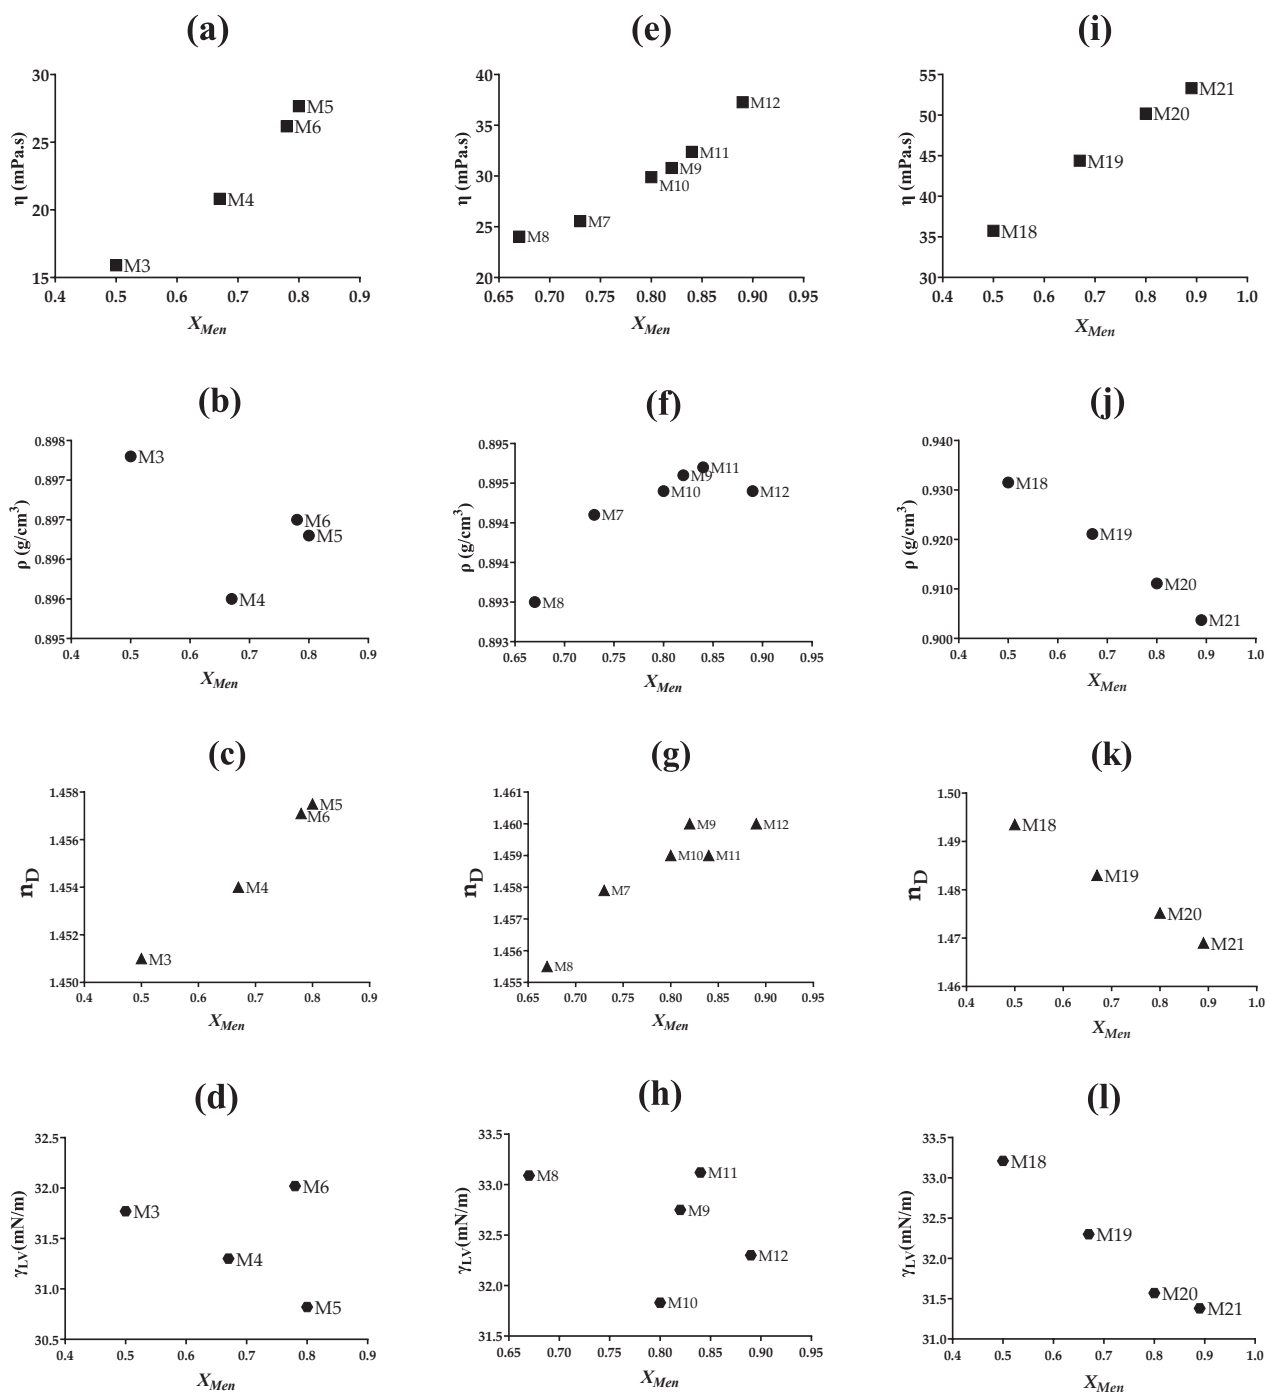 (a)
30
25
20
15
η (mPa.s)
M5
M6
M4
M3
0.4 0.5 0.6 0.7 0.8 0.9
X_Men
(e)
40
35
30
25
20
η (mPa.s)
M12
M11
M9
M10
M7
M8
0.65 0.70 0.75 0.80 0.85 0.90 0.95
X_Men
(i)
55
50
45
40
35
30
η (mPa.s)
M21
M20
M19
M18
0.4 0.5 0.6 0.7 0.8 0.9 1.0
X_Men
(b)
0.898
0.897
0.897
0.896
0.896
0.895
ρ (g/cm³)
M3
M6
M5
M4
0.4 0.5 0.6 0.7 0.8 0.9
X_Men
(f)
0.895
0.895
0.894
0.894
0.893
0.893
ρ (g/cm³)
M11
M9
M10
M12
M7
M8
0.65 0.70 0.75 0.80 0.85 0.90 0.95
X_Men
(j)
0.940
0.930
0.920
0.910
0.900
ρ (g/cm³)
M18
M19
M20
M21
0.4 0.5 0.6 0.7 0.8 0.9 1.0
X_Men
(c)
1.458
1.456
1.454
1.452
1.450
n_D
M5
M6
M4
M3
0.4 0.5 0.6 0.7 0.8 0.9
X_Men
(g)
1.461
1.460
1.459
1.458
1.457
1.456
1.455
n_D
M9
M12
M10
M11
M7
M8
0.65 0.70 0.75 0.80 0.85 0.90 0.95
X_Men
(k)
1.50
1.49
1.48
1.47
1.46
n_D
M18
M19
M20
M21
0.4 0.5 0.6 0.7 0.8 0.9 1.0
X_Men
(d)
32.5
32.0
31.5
31.0
30.5
γ_LV(mN/m)
M6
M3
M4
M5
0.4 0.5 0.6 0.7 0.8 0.9
X_Men
(h)
33.5
33.0
32.5
32.0
31.5
γ_LV(mN/m)
M8
M11
M9
M12
M10
0.65 0.70 0.75 0.80 0.85 0.90 0.95
X_Men
(l)
33.5
33.0
32.5
32.0
31.5
31.0
γ_LV(mN/m)
M18
M19
M20
M21
0.4 0.5 0.6 0.7 0.8 0.9 1.0
X_Men